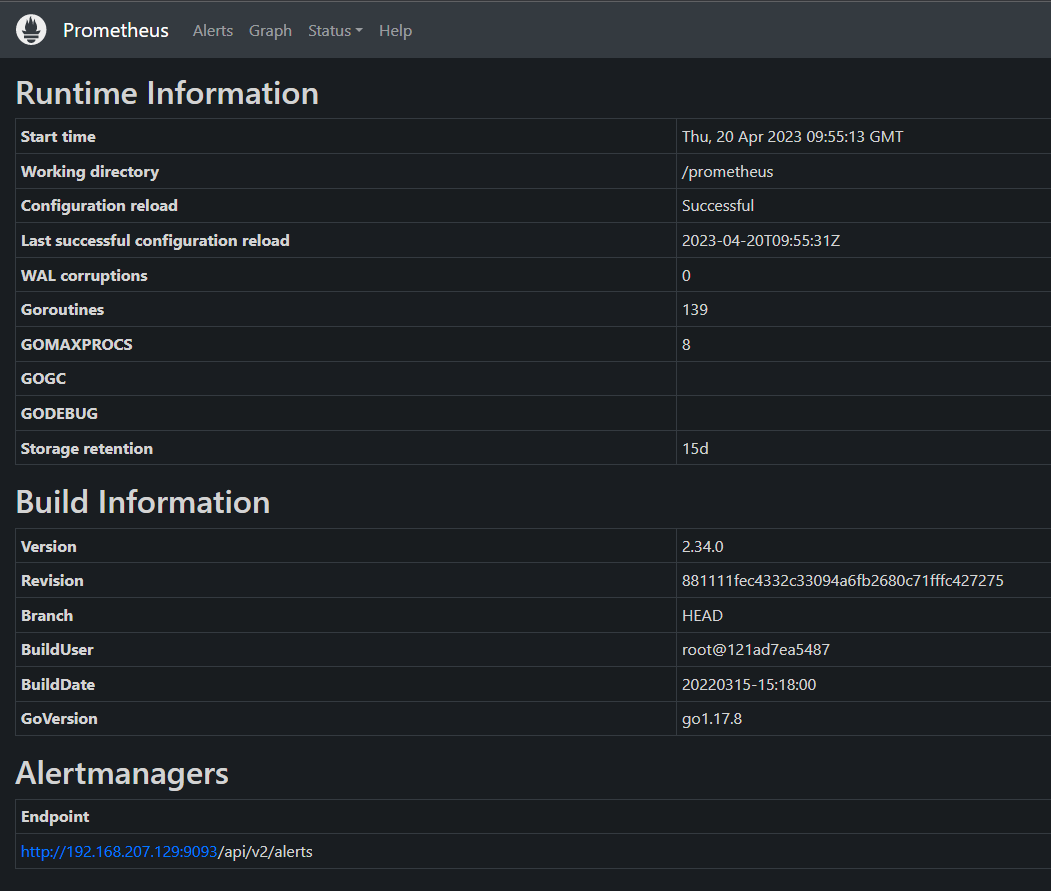 Prometheus Alerts Graph Status Help
Runtime Information
Start time Thu, 20 Apr 2023 09:55:13 GMT
Working directory /prometheus
Configuration reload Successful
Last successful configuration reload 2023-04-20T09:55:31Z
WAL corruptions 0
Goroutines 139
GOMAXPROCS 8
GOGC
GODEBUG
Storage retention 15d
Build Information
Version 2.34.0
Revision 881111fec4332c33094a6fb2680c71fffc427275
Branch HEAD
BuildUser root@121ad7ea5487
BuildDate 20220315-15:18:00
GoVersion go1.17.8
Alertmanagers
Endpoint
http://192.168.207.129:9093/api/v2/alerts